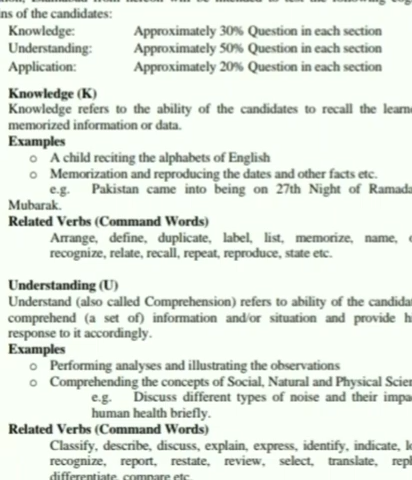 ns of the candidates:
Knowledge: Approximately 30% Question in each section
Understanding: Approximately 50% Question in each section
Application: Approximately 20% Question in each section
Knowledge (K)
Knowledge refers to the ability of the candidates to recall the learne
memorized information or data.
Examples
o A child reciting the alphabets of English
o Memorization and reproducing the dates and other facts etc.
e.g. Pakistan came into being on 27th Night of Ramada
Mubarak.
Related Verbs (Command Words)
Arrange, define, duplicate, label, list, memorize, name,
recognize, relate, recall, repeat, reproduce, state etc.
Understanding (U)
Understand (also called Comprehension) refers to ability of the candida
comprehend (a set of) information and/or situation and provide h
response to it accordingly.
Examples
o Performing analyses and illustrating the observations
o Comprehending the concepts of Social, Natural and Physical Scien
e.g. Discuss different types of noise and their impa
human health briefly.
Related Verbs (Command Words)
Classify, describe, discuss, explain, express, identify, indicate, lo
recognize, report, restate, review, select, translate, repl
differentiate, compare etc.